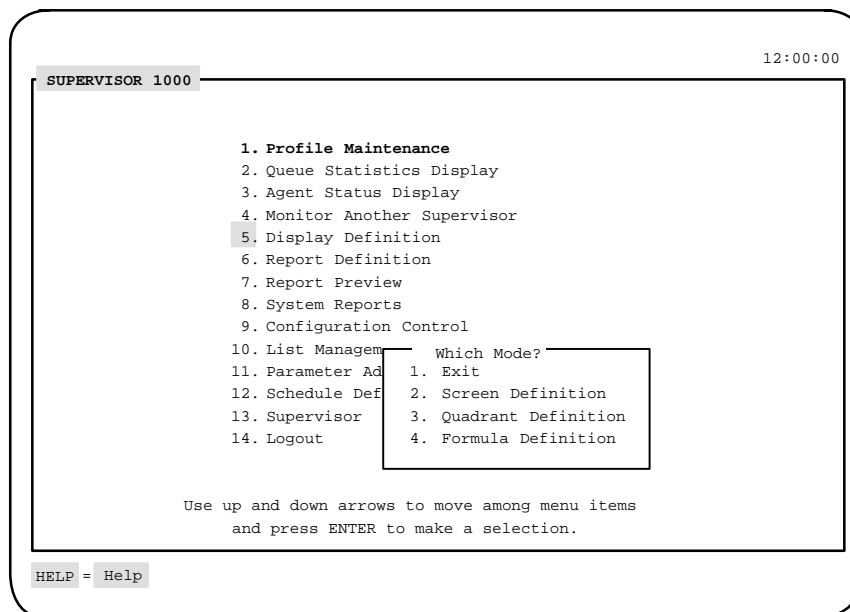 12:00:00
SUPERVISOR 1000
1. Profile Maintenance
2. Queue Statistics Display
3. Agent Status Display
4. Monitor Another Supervisor
5. Display Definition
6. Report Definition
7. Report Preview
8. System Reports
9. Configuration Control
10. List Managem
Which Mode?
11. Parameter Ad
1. Exit
12. Schedule Def
2. Screen Definition
13. Supervisor
3. Quadrant Definition
14. Logout
4. Formula Definition
Use up and down arrows to move among menu items
and press ENTER to make a selection.
HELP = Help